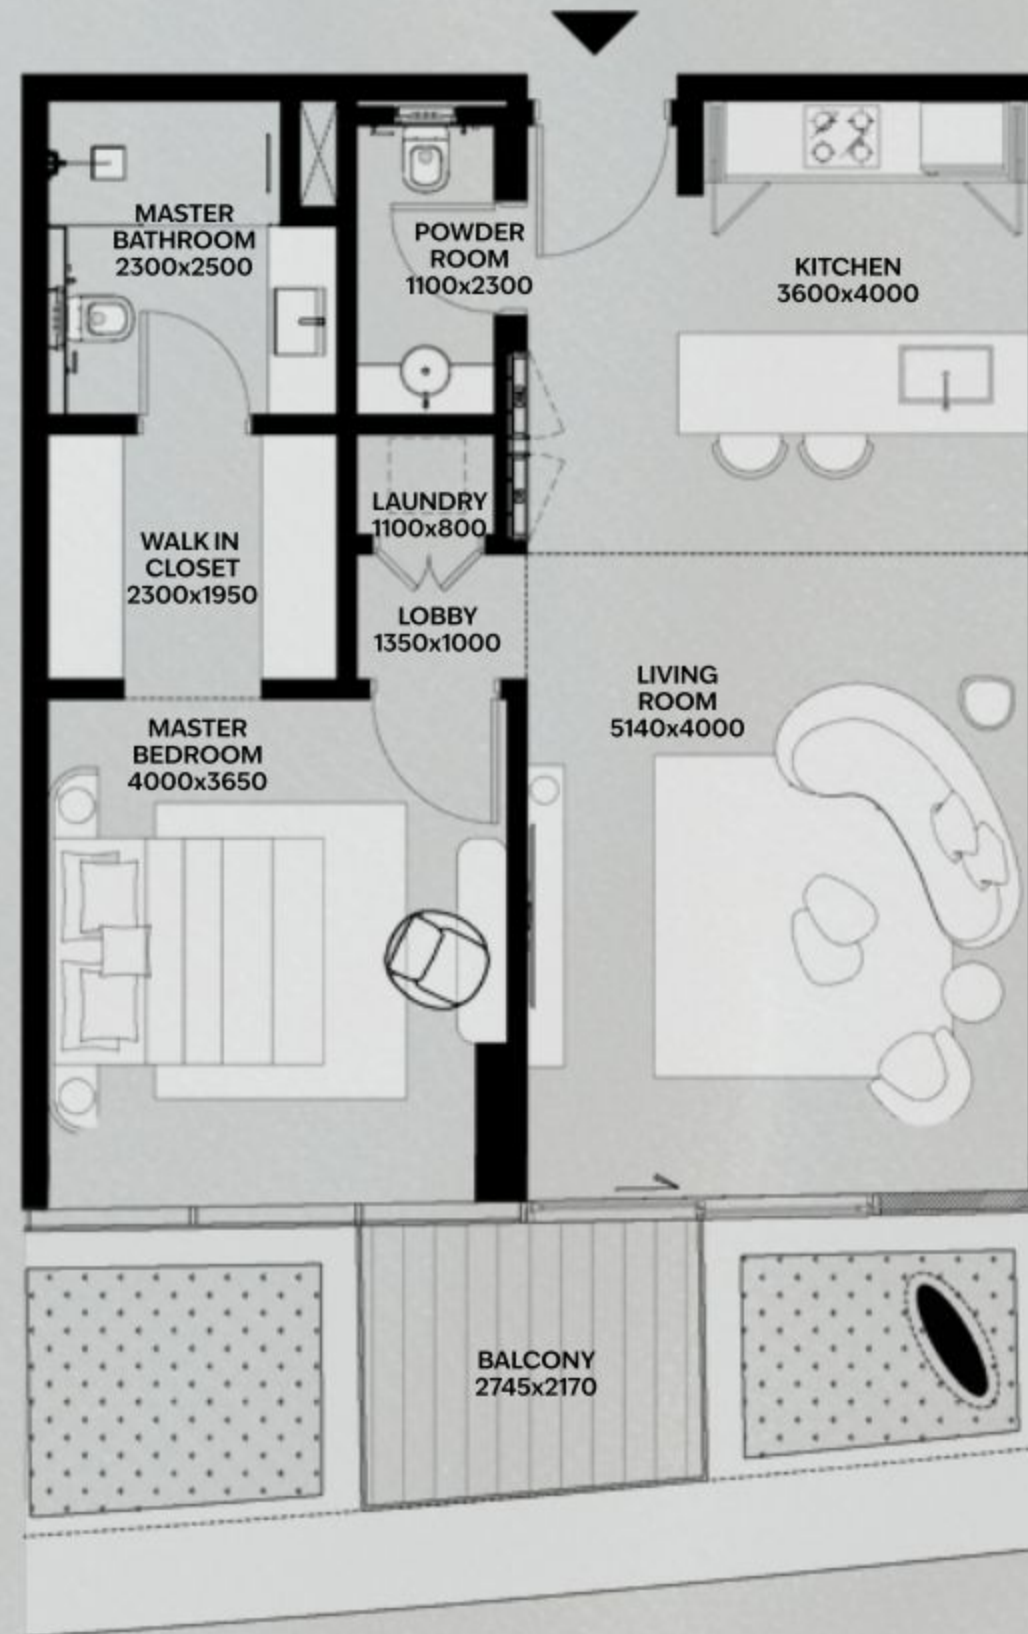 MASTER
BATHROOM
2300x2500
POWDER
ROOM
1100x2300
KITCHEN
3600x4000
LAUNDRY
1100x800
WALK IN
CLOSET
2300x1950
LOBBY
1350x1000
LIVING
ROOM
5140x4000
MASTER
BEDROOM
4000x3650
BALCONY
2745x2170